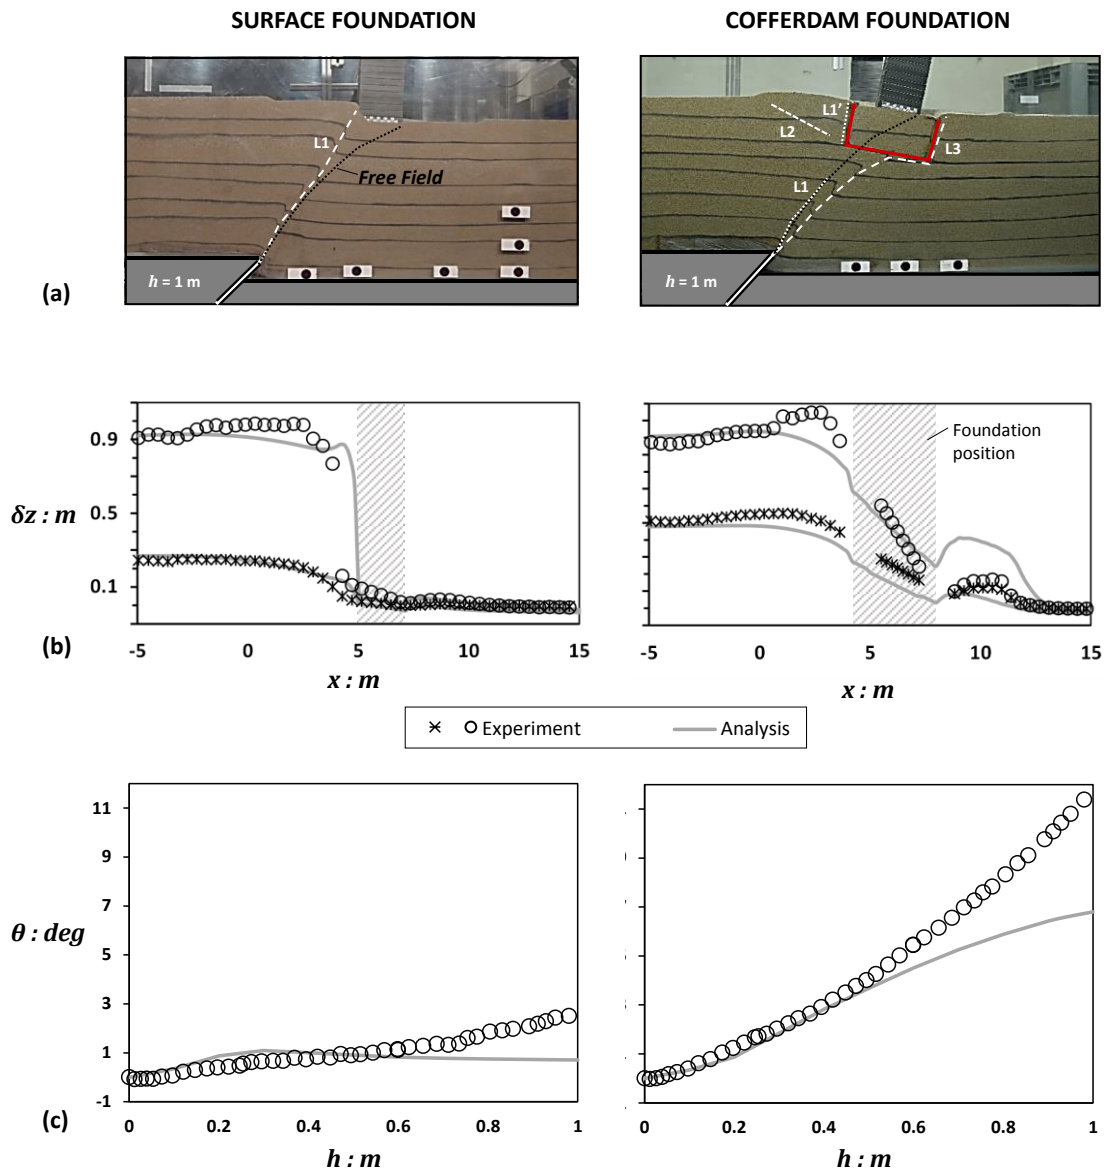 SURFACE FOUNDATION
COFFERDAM FOUNDATION
L1
Free Field
h = 1 m
L1'
L2
L3
L1
h = 1 m
(a)
0.9
0.5
0.1
δz : m
-5 0 5 10 15
x : m
Foundation
position
-5 0 5 10 15
x : m
(b)
Experiment
Analysis
11
9
7
5
3
1
-1
θ : deg
0 0.2 0.4 0.6 0.8 1
h : m
0 0.2 0.4 0.6 0.8 1
h : m
(c)